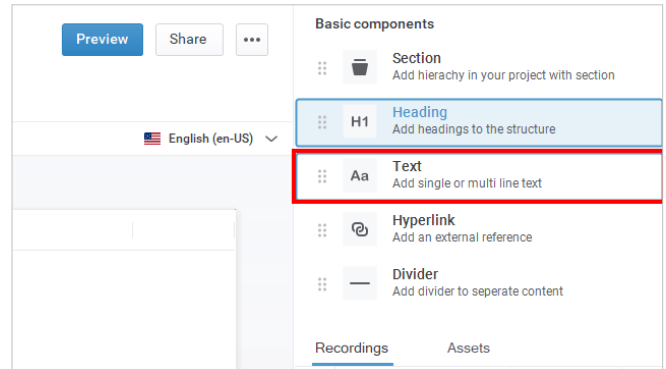 Preview
Share
Basic components
Section
Add hierachy in your project with section
H1
Heading
Add headings to the structure
English (en-US)
Aa
Text
Add single or multi line text
Hyperlink
Add an external reference
Divider
Add divider to seperate content
Recordings
Assets